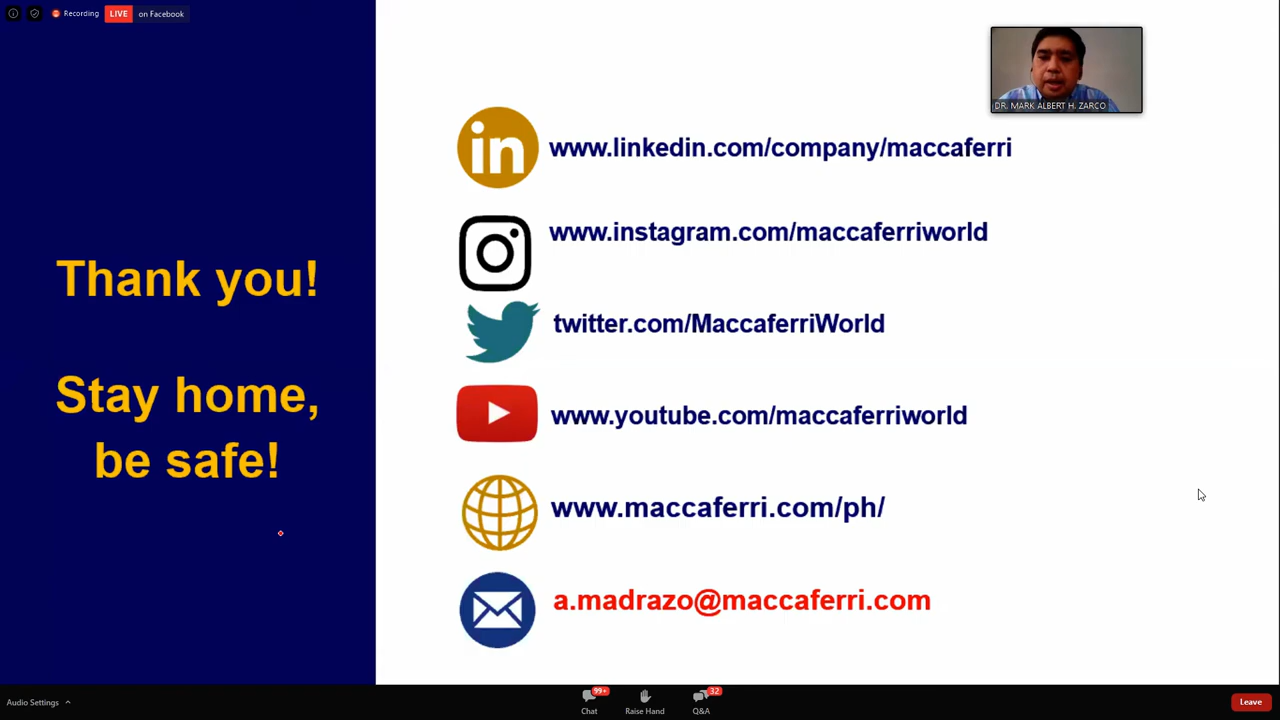 Recording
LIVE
on Facebook
DR. MARK ALBERT H. ZARCO
in
www.linkedin.com/company/maccaferri
www.instagram.com/maccaferriworld
Thank you!
twitter.com/MaccaferriWorld
Stay home,
be safe!
www.youtube.com/maccaferriworld
www.maccaferri.com/ph/
a.madrazo@maccaferri.com
Audio Settings
99+
Chat
Raise Hand
32
Q&A
Leave